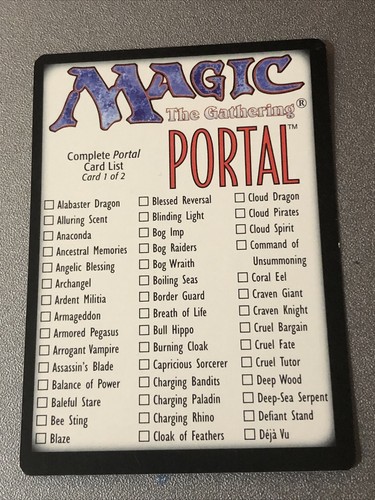 MAGIC
The Gathering®
PORTAL™
Complete Portal
Card List
Card 1 of 2
Alabaster Dragon
Alluring Scent
Anaconda
Ancestral Memories
Angelic Blessing
Archangel
Ardent Militia
Armageddon
Armored Pegasus
Arrogant Vampire
Assassin's Blade
Balance of Power
Baleful Stare
Bee Sting
Blaze
Blessed Reversal
Blinding Light
Bog Imp
Bog Raiders
Bog Wraith
Boiling Seas
Border Guard
Breath of Life
Bull Hippo
Burning Cloak
Capricious Sorcerer
Charging Bandits
Charging Paladin
Charging Rhino
Cloak of Feathers
Cloud Dragon
Cloud Pirates
Cloud Spirit
Command of
Unsummoning
Coral Eel
Craven Giant
Craven Knight
Cruel Bargain
Cruel Fate
Cruel Tutor
Deep Wood
Deep-Sea Serpent
Defiant Stand
Déjà Vu